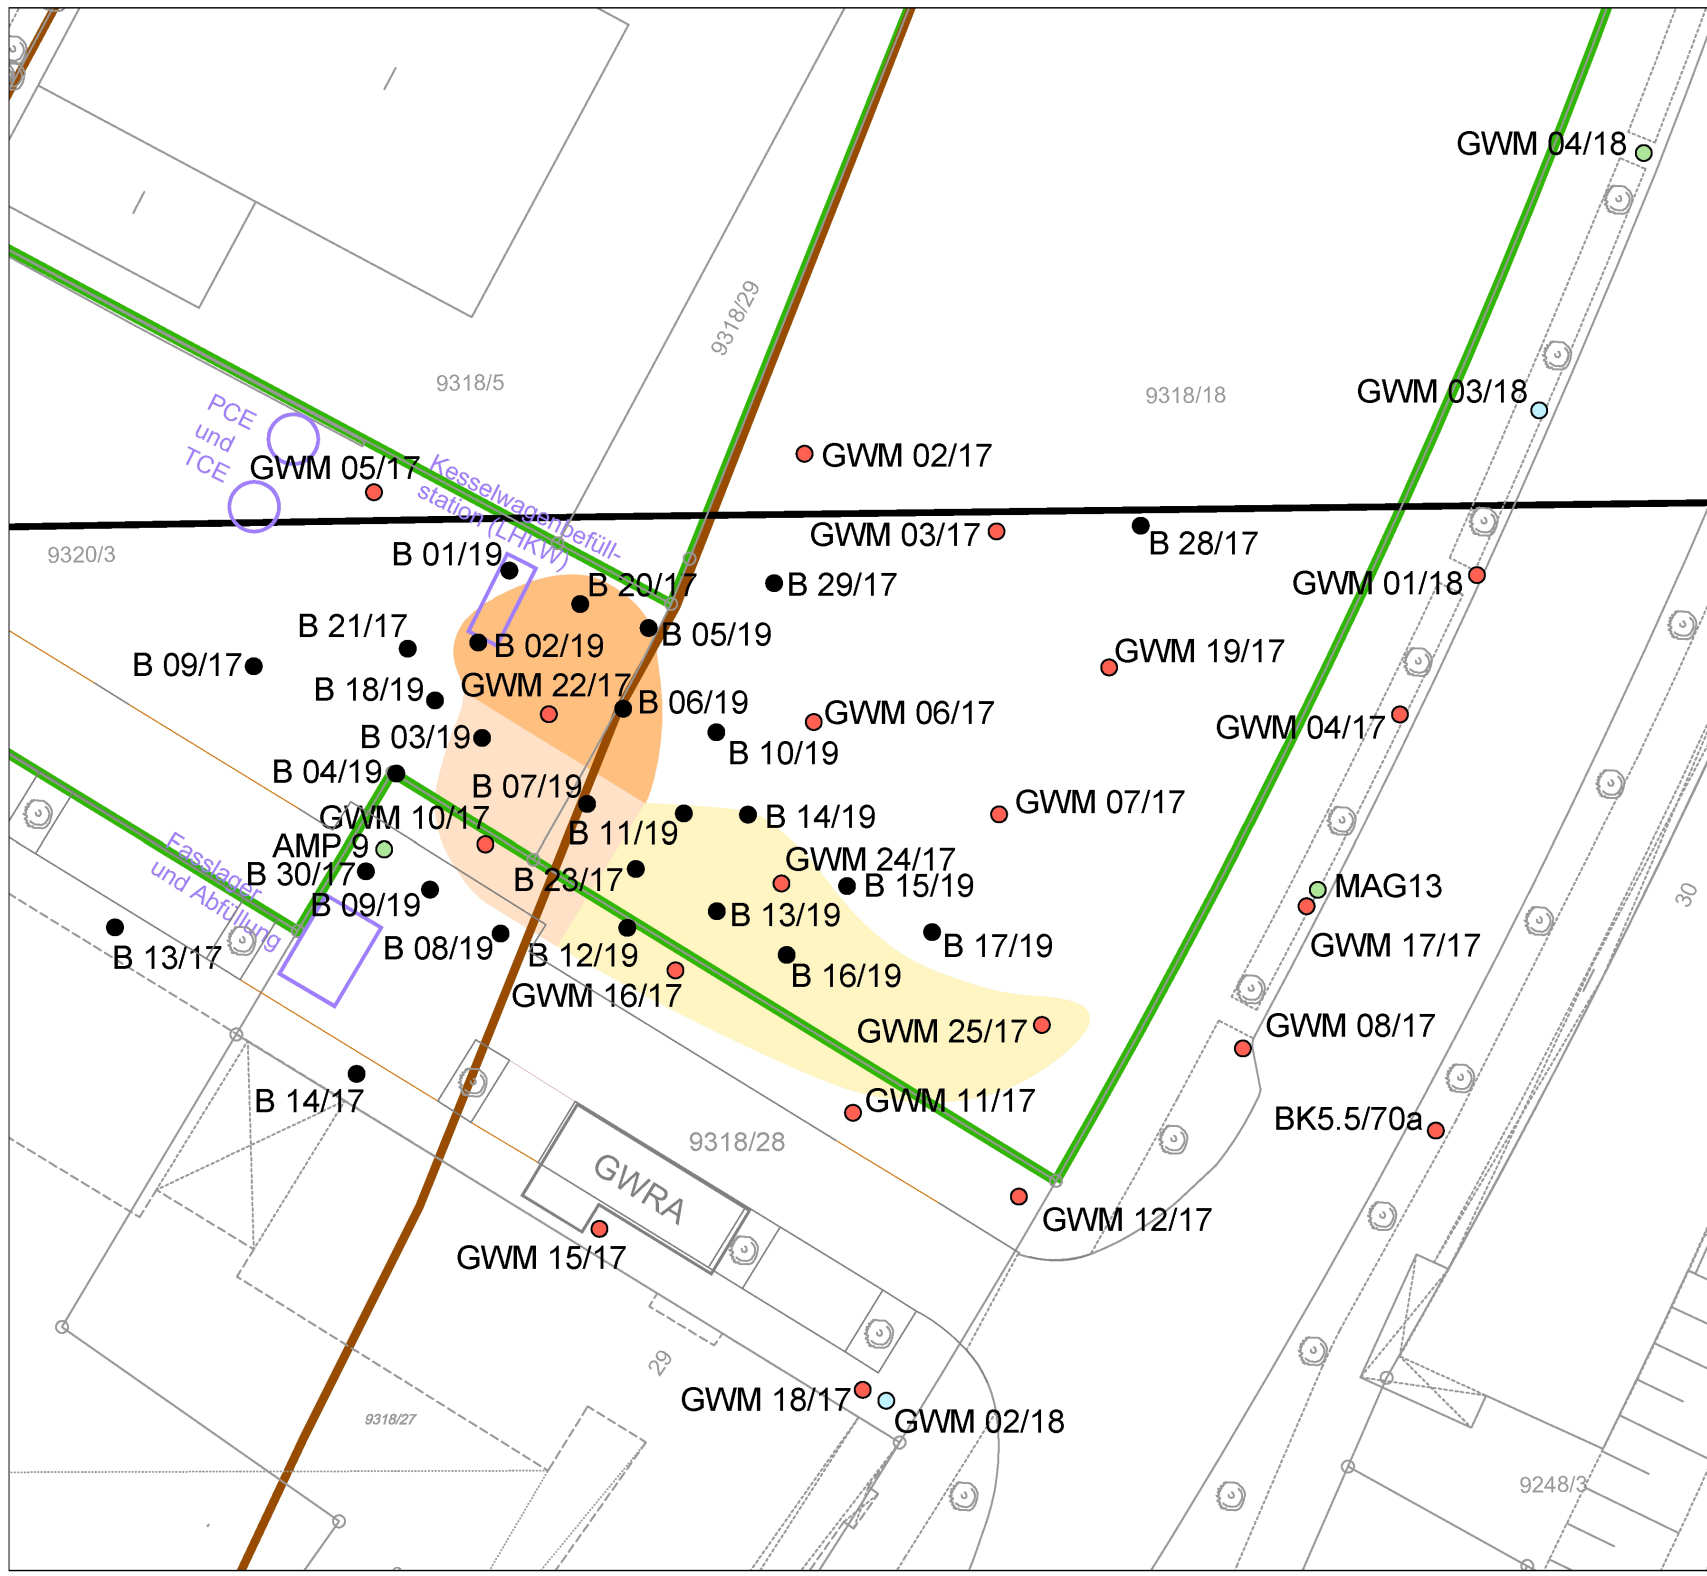 GWM 04/18
9318/29
9318/5
9318/18
GWM 03/18
PCE
und
TCE
GWM 05/17
Kesselwagenbefüll-
station (LHKW)
GWM 02/17
GWM 03/17
B 28/17
9320/3
B 01/19
B 20/17
B 29/17
GWM 01/18
B 21/17
B 05/19
B 02/19
GWM 19/17
B 09/17
B 18/19
GWM 22/17
B 06/19
GWM 06/17
GWM 04/17
B 03/19
B 10/19
B 04/19
B 07/19
GWM 07/17
GWM 10/17
B 11/19
B 14/19
AMP 9
GWM 24/17
Fasslager
und Abfüllung
B 30/17
B 23/17
B 15/19
MAG13
30
B 09/19
B 13/19
B 13/17
B 08/19
B 12/19
B 17/19
GWM 17/17
B 16/19
GWM 16/17
GWM 25/17
GWM 08/17
B 14/17
GWM 11/17
BK5.5/70a
9318/28
GWRA
GWM 12/17
GWM 15/17
29
GWM 18/17
GWM 02/18
9318/27
9248/3